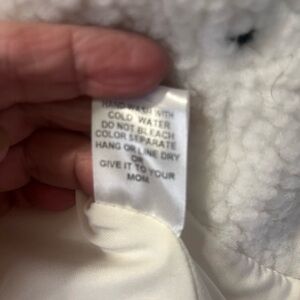 HAND WASH WITH
COLD WATER
DO NOT BLEACH
COLOR SEPARATE
HANG OR LINE DRY
OR
GIVE IT TO YOUR
MOM.